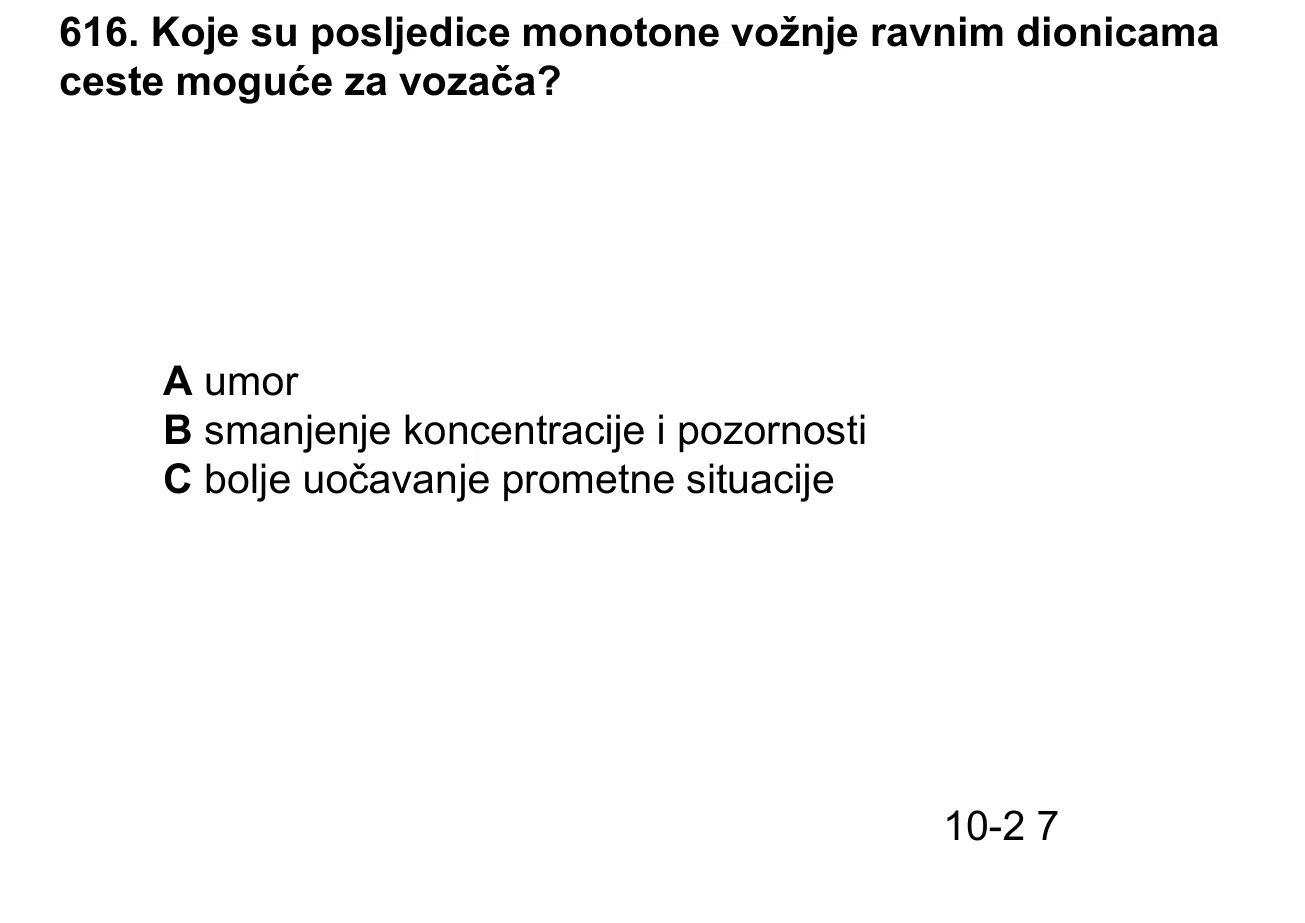 616. Koje su posljedice monotone vožnje ravnim dionicama
ceste moguće za vozača?
A umor
B smanjenje koncentracije i pozornosti
C bolje uočavanje prometne situacije
10-2 7